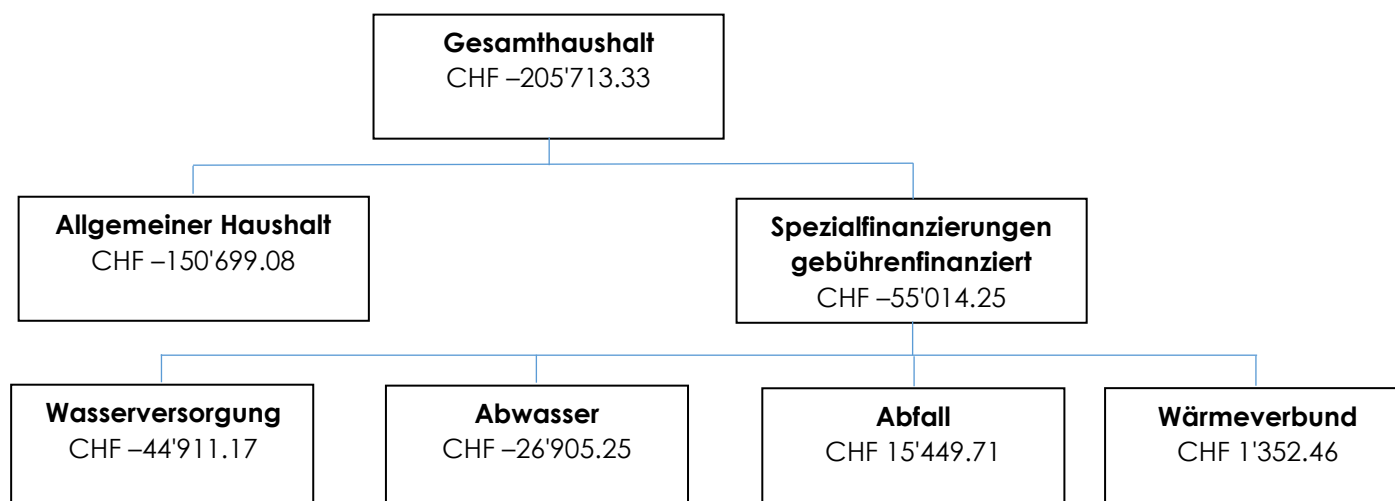 Gesamthaushalt
CHF –205'713.33
Allgemeiner Haushalt
CHF –150'699.08
Spezialfinanzierungen
gebührenfinanziert
CHF –55'014.25
Wasserversorgung
CHF –44'911.17
Abwasser
CHF –26'905.25
Abfall
CHF 15'449.71
Wärmeverbund
CHF 1'352.46